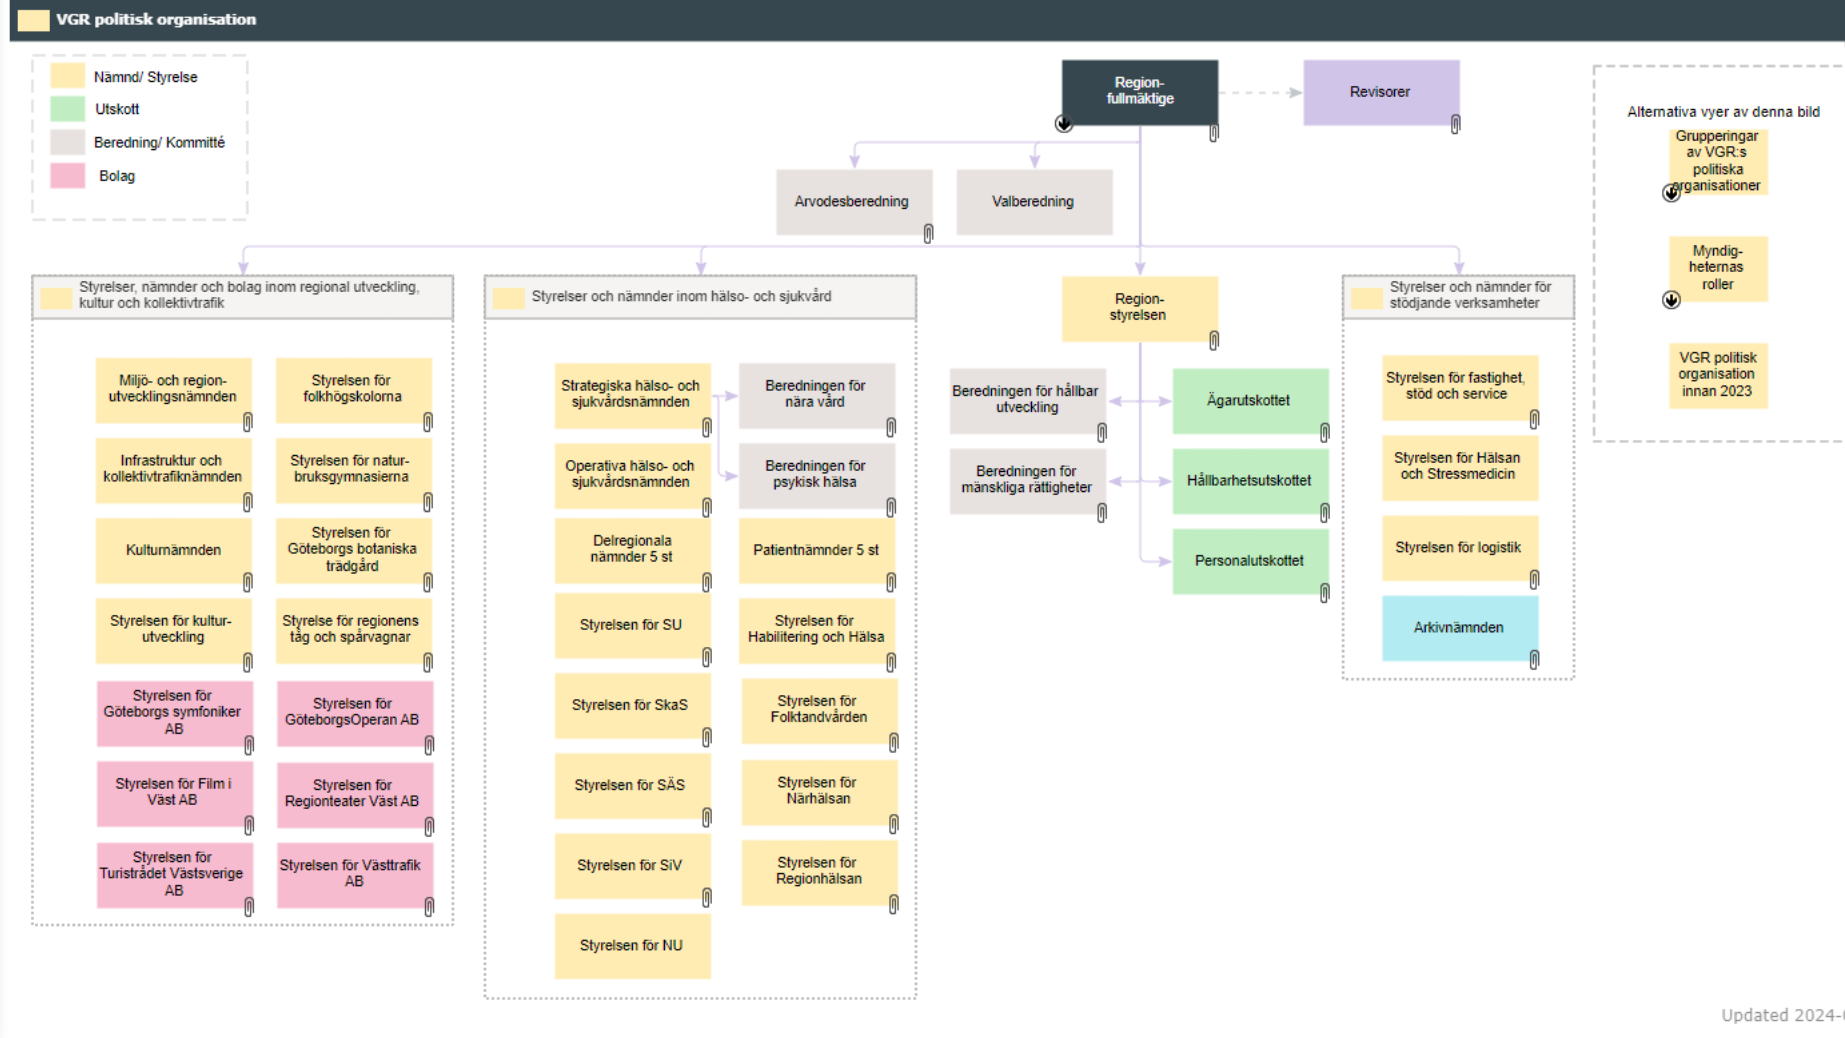 VGR politisk organisation
Nämnd/ Styrelse
Utskott
Beredning/ Kommitté
Bolag
Region-
fullmäktige
Revisorer
Arvodesberedning
Valberedning
Alternativa vyer av denna bild
Grupperingar
av VGR:s
politiska
organisationer
Myndig-
heternas
roller
VGR politisk
organisation
innan 2023
Styrelser, nämnder och bolag inom regional utveckling,
kultur och kollektivtrafik
Miljö- och region-
utvecklingsnämnden
Styrelsen för
folkhögskolorna
Infrastruktur och
kollektivtrafiknämnden
Styrelsen för natur-
bruksgymnasierna
Kulturnämnden
Styrelsen för
Göteborgs botaniska
trädgård
Styrelsen för kultur-
utveckling
Styrelse för regionens
tåg och spårvagnar
Styrelsen för
Göteborgs symfoniker
AB
Styrelsen för
GöteborgsOperan AB
Styrelsen för Film i
Väst AB
Styrelsen för
Regionteater Väst AB
Styrelsen för
Turistrådet Västsverige
AB
Styrelsen för Västtrafik
AB
Styrelser och nämnder inom hälso- och sjukvård
Strategiska hälso- och
sjukvårdsnämnden
Beredningen för
nära vård
Operativa hälso- och
sjukvårdsnämnden
Beredningen för
psykisk hälsa
Delregionala
nämnder 5 st
Patientnämnder 5 st
Styrelsen för SU
Styrelsen för
Habilitering och Hälsa
Styrelsen för SkaS
Styrelsen för
Folktandvården
Styrelsen för SÄS
Styrelsen för
Närhälsan
Styrelsen för SiV
Styrelsen för
Regionhälsan
Styrelsen för NU
Region-
styrelsen
Beredningen för hållbar
utveckling
Ägarutskottet
Beredningen för
mänskliga rättigheter
Hållbarhetsutskottet
Personalutskottet
Styrelser och nämnder för
stödjande verksamheter
Styrelsen för fastighet,
stöd och service
Styrelsen för Hälsan
och Stressmedicin
Styrelsen för logistik
Arkivnämnden
Updated 2024-